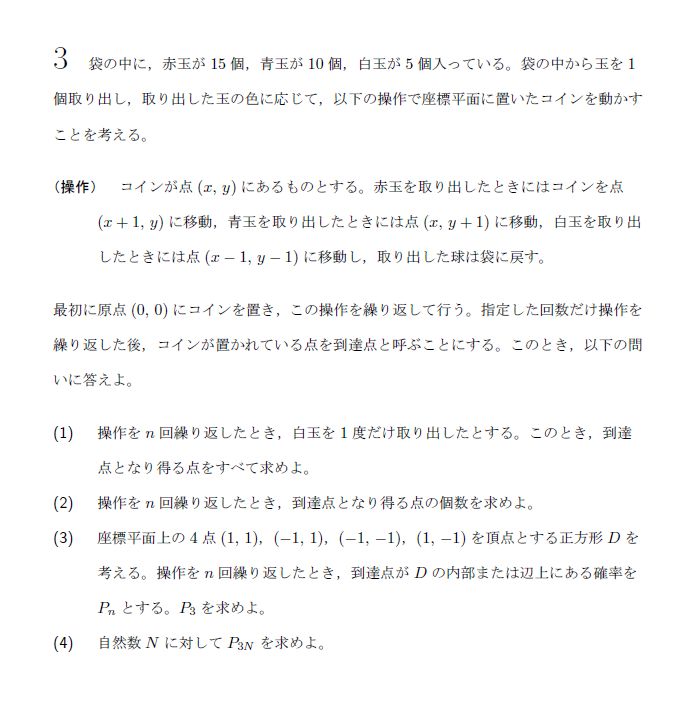 3 袋の中に，赤玉が 15 個，青玉が 10 個，白玉が 5 個入っている。袋の中から玉を 1
個取り出し，取り出した玉の色に応じて，以下の操作で座標平面に置いたコインを動かす
ことを考える。
（操作） コインが点 (x, y) にあるものとする。赤玉を取り出したときにはコインを点
(x + 1, y) に移動，青玉を取り出したときには点 (x, y + 1) に移動，白玉を取り出
したときには点 (x − 1, y − 1) に移動し，取り出した球は袋に戻す。
最初に原点 (0, 0) にコインを置き，この操作を繰り返して行う。指定した回数だけ操作を
繰り返した後，コインが置かれている点を到達点と呼ぶことにする。このとき，以下の問
いに答えよ。
(1) 操作を n 回繰り返したとき，白玉を 1 度だけ取り出したとする。このとき，到達
点となり得る点をすべて求めよ。
(2) 操作を n 回繰り返したとき，到達点となり得る点の個数を求めよ。
(3) 座標平面上の 4 点 (1, 1)，(−1, 1)，(−1, −1)，(1, −1) を頂点とする正方形 D を
考える。操作を n 回繰り返したとき，到達点が D の内部または辺上にある確率を
Pn とする。P3 を求めよ。
(4) 自然数 N に対して P3N を求めよ。